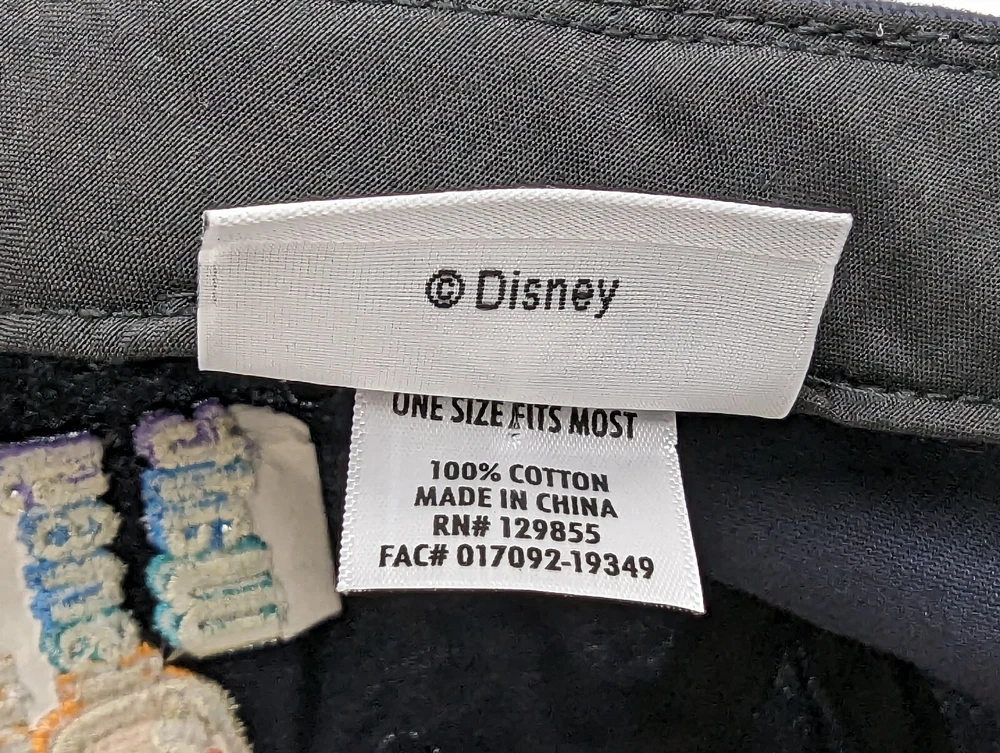 © Disney
ONE SIZE FITS MOST
100% COTTON
MADE IN CHINA
RN# 129855
FAC# 017092-19349